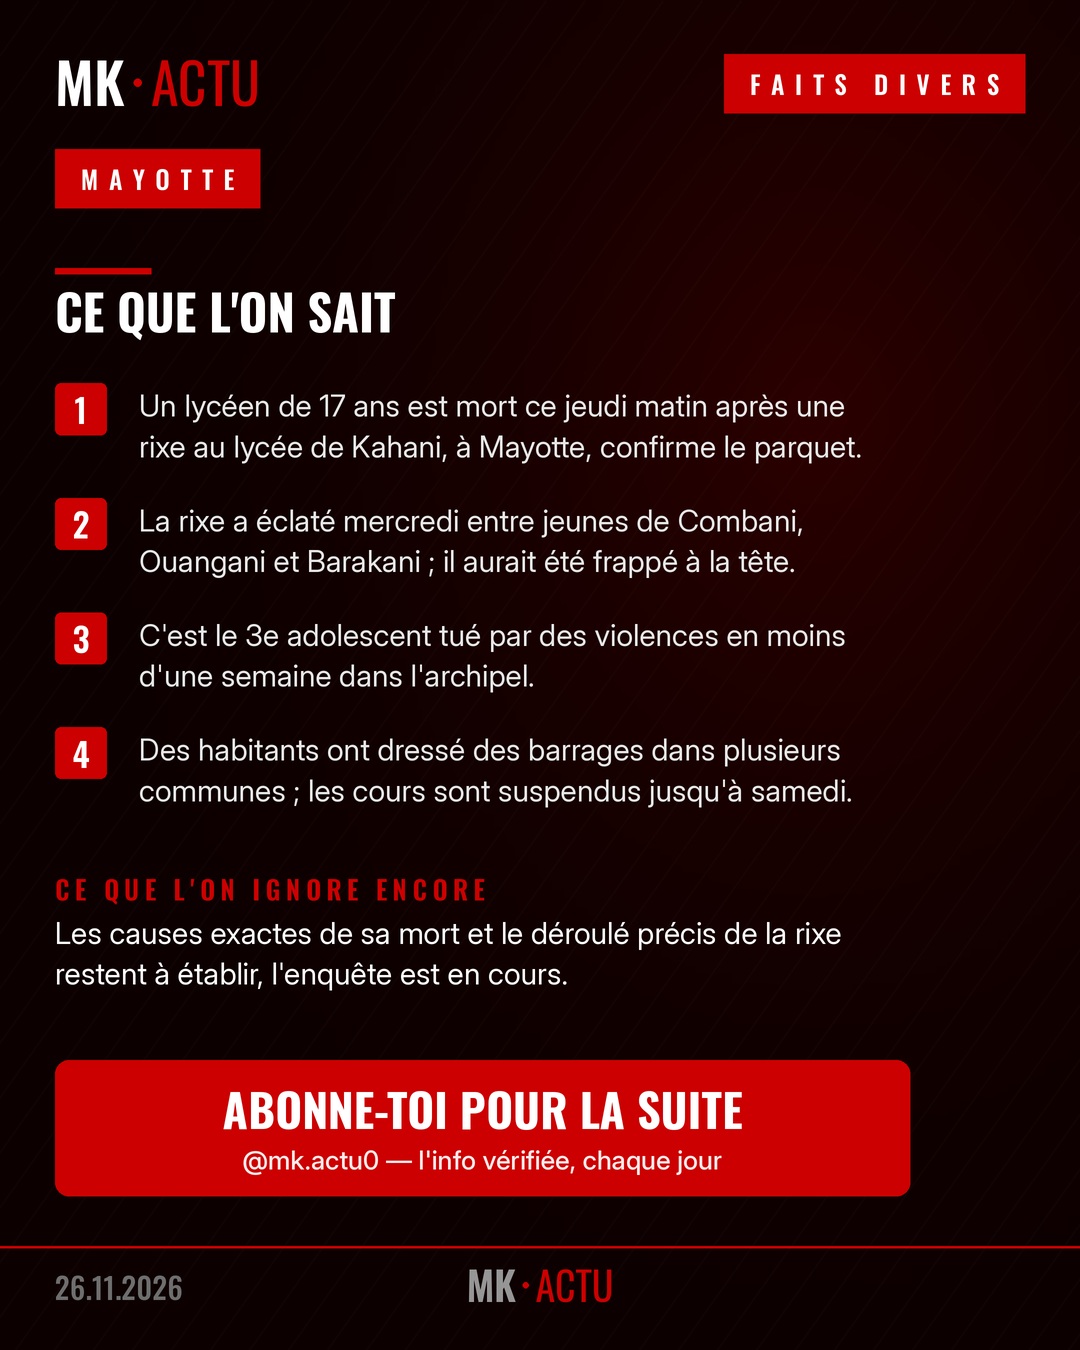 MK·ACTU
FAITS DIVERS
MAYOTTE
CE QUE L'ON SAIT
1
Un lycéen de 17 ans est mort ce jeudi matin après une
rixe au lycée de Kahani, à Mayotte, confirme le parquet.
2
La rixe a éclaté mercredi entre jeunes de Combani,
Ouangani et Barakani ; il aurait été frappé à la tête.
3
C'est le 3e adolescent tué par des violences en moins
d'une semaine dans l'archipel.
4
Des habitants ont dressé des barrages dans plusieurs
communes ; les cours sont suspendus jusqu'à samedi.
CE QUE L'ON IGNORE ENCORE
Les causes exactes de sa mort et le déroulé précis de la rixe
restent à établir, l'enquête est en cours.
ABONNE-TOI POUR LA SUITE
@mk.actu0 — l'info vérifiée, chaque jour
26.11.2026
MK·ACTU